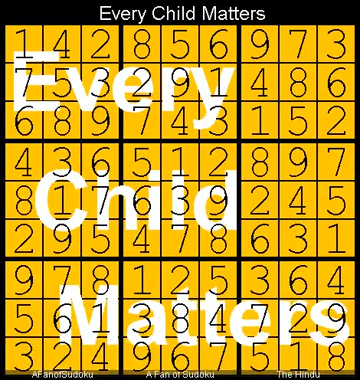 Every Child Matters
1 4 2 8 5 6 9 7 3
7 5 3 2 9 1 4 8 6
6 8 9 7 4 3 1 5 2
4 3 6 5 1 2 8 9 7
8 1 7 6 3 9 2 4 5
2 9 5 4 7 8 6 3 1
9 7 8 1 2 5 3 6 4
5 6 1 3 8 4 7 2 9
3 2 4 9 6 7 5 1 8
Every
Child
Matters
AFanofSudoku A Fan of Sudoku The Hindu